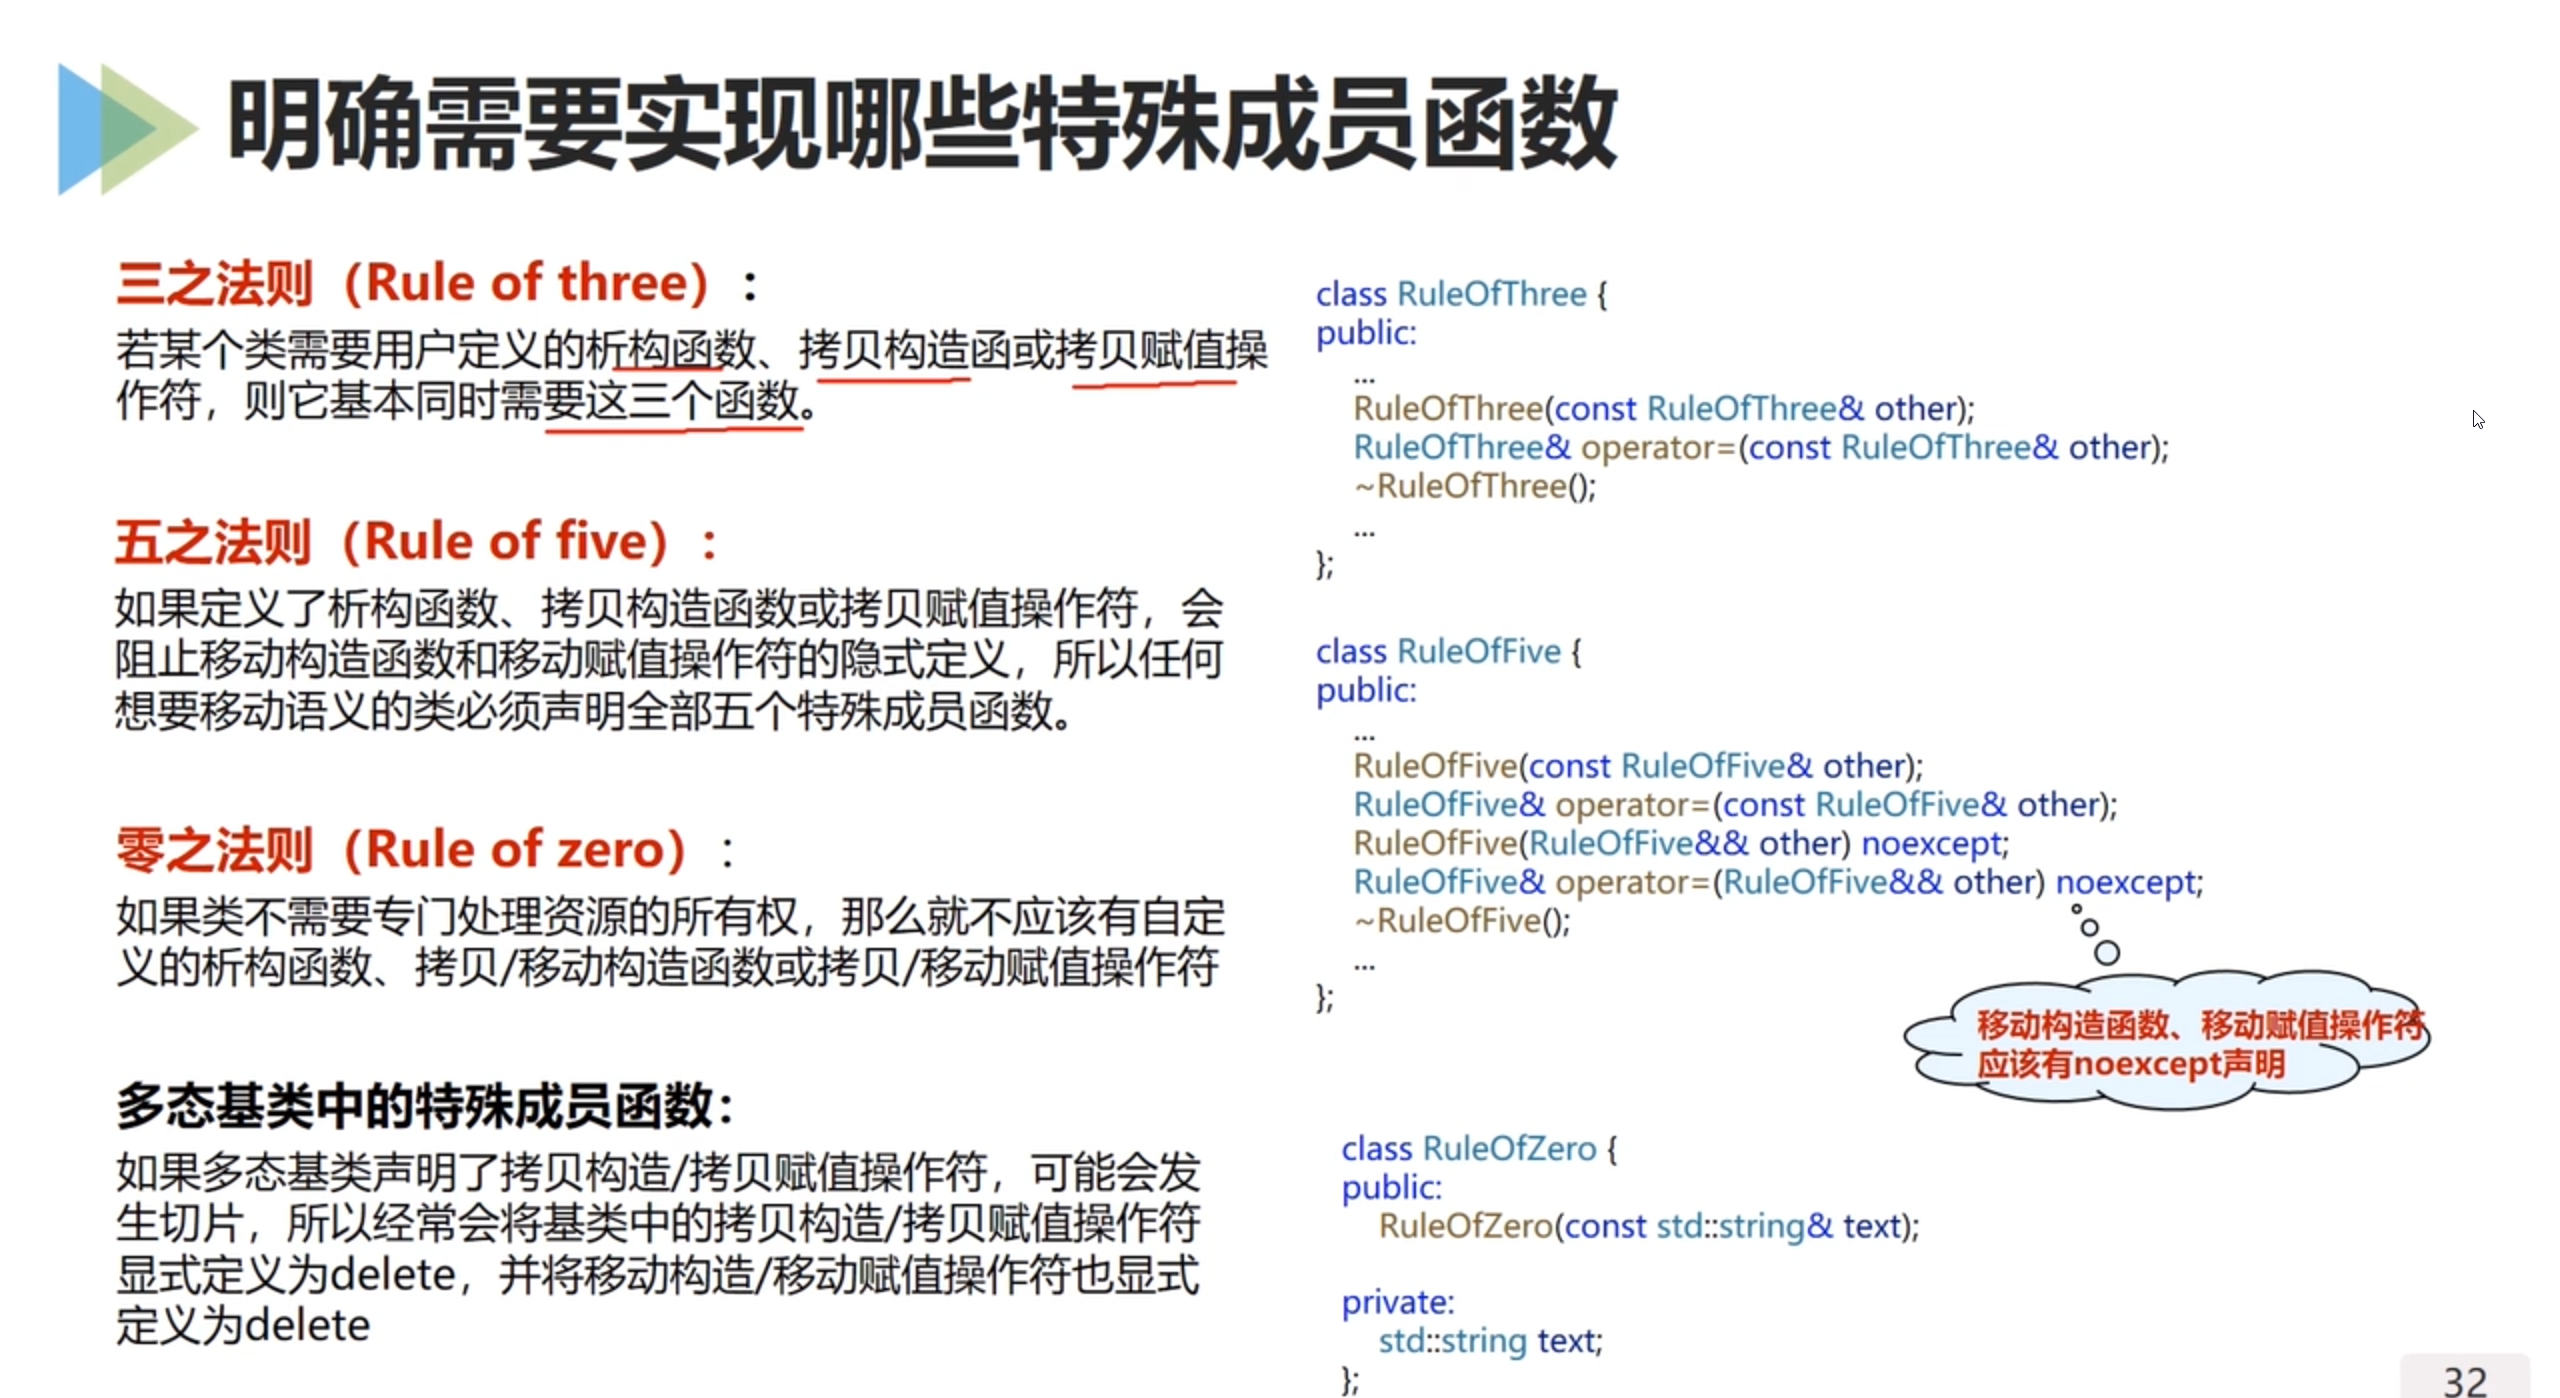 明确需要实现哪些特殊成员函数
三之法则（Rule of three）：
若某个类需要用户定义的析构函数、拷贝构造函或拷贝赋值操
作符，则它基本同时需要这三个函数。
五之法则（Rule of five）：
如果定义了析构函数、拷贝构造函数或拷贝赋值操作符，会
阻止移动构造函数和移动赋值操作符的隐式定义，所以任何
想要移动语义的类必须声明全部五个特殊成员函数。
零之法则（Rule of zero）：
如果类不需要专门处理资源的所有权，那么就不应该有自定
义的析构函数、拷贝/移动构造函数或拷贝/移动赋值操作符
多态基类中的特殊成员函数：
如果多态基类声明了拷贝构造/拷贝赋值操作符，可能会发
生切片，所以经常会将基类中的拷贝构造/拷贝赋值操作符
显式定义为delete，并将移动构造/移动赋值操作符也显式
定义为delete
class RuleOfThree {
public:
...
RuleOfThree(const RuleOfThree& other);
RuleOfThree& operator=(const RuleOfThree& other);
~RuleOfThree();
...
};
class RuleOfFive {
public:
...
RuleOfFive(const RuleOfFive& other);
RuleOfFive& operator=(const RuleOfFive& other);
RuleOfFive(RuleOfFive&& other) noexcept;
RuleOfFive& operator=(RuleOfFive&& other) noexcept;
~RuleOfFive();
...
};
移动构造函数、移动赋值操作符
应该有noexcept声明
class RuleOfZero {
public:
RuleOfZero(const std::string& text);
private:
std::string text;
};
32